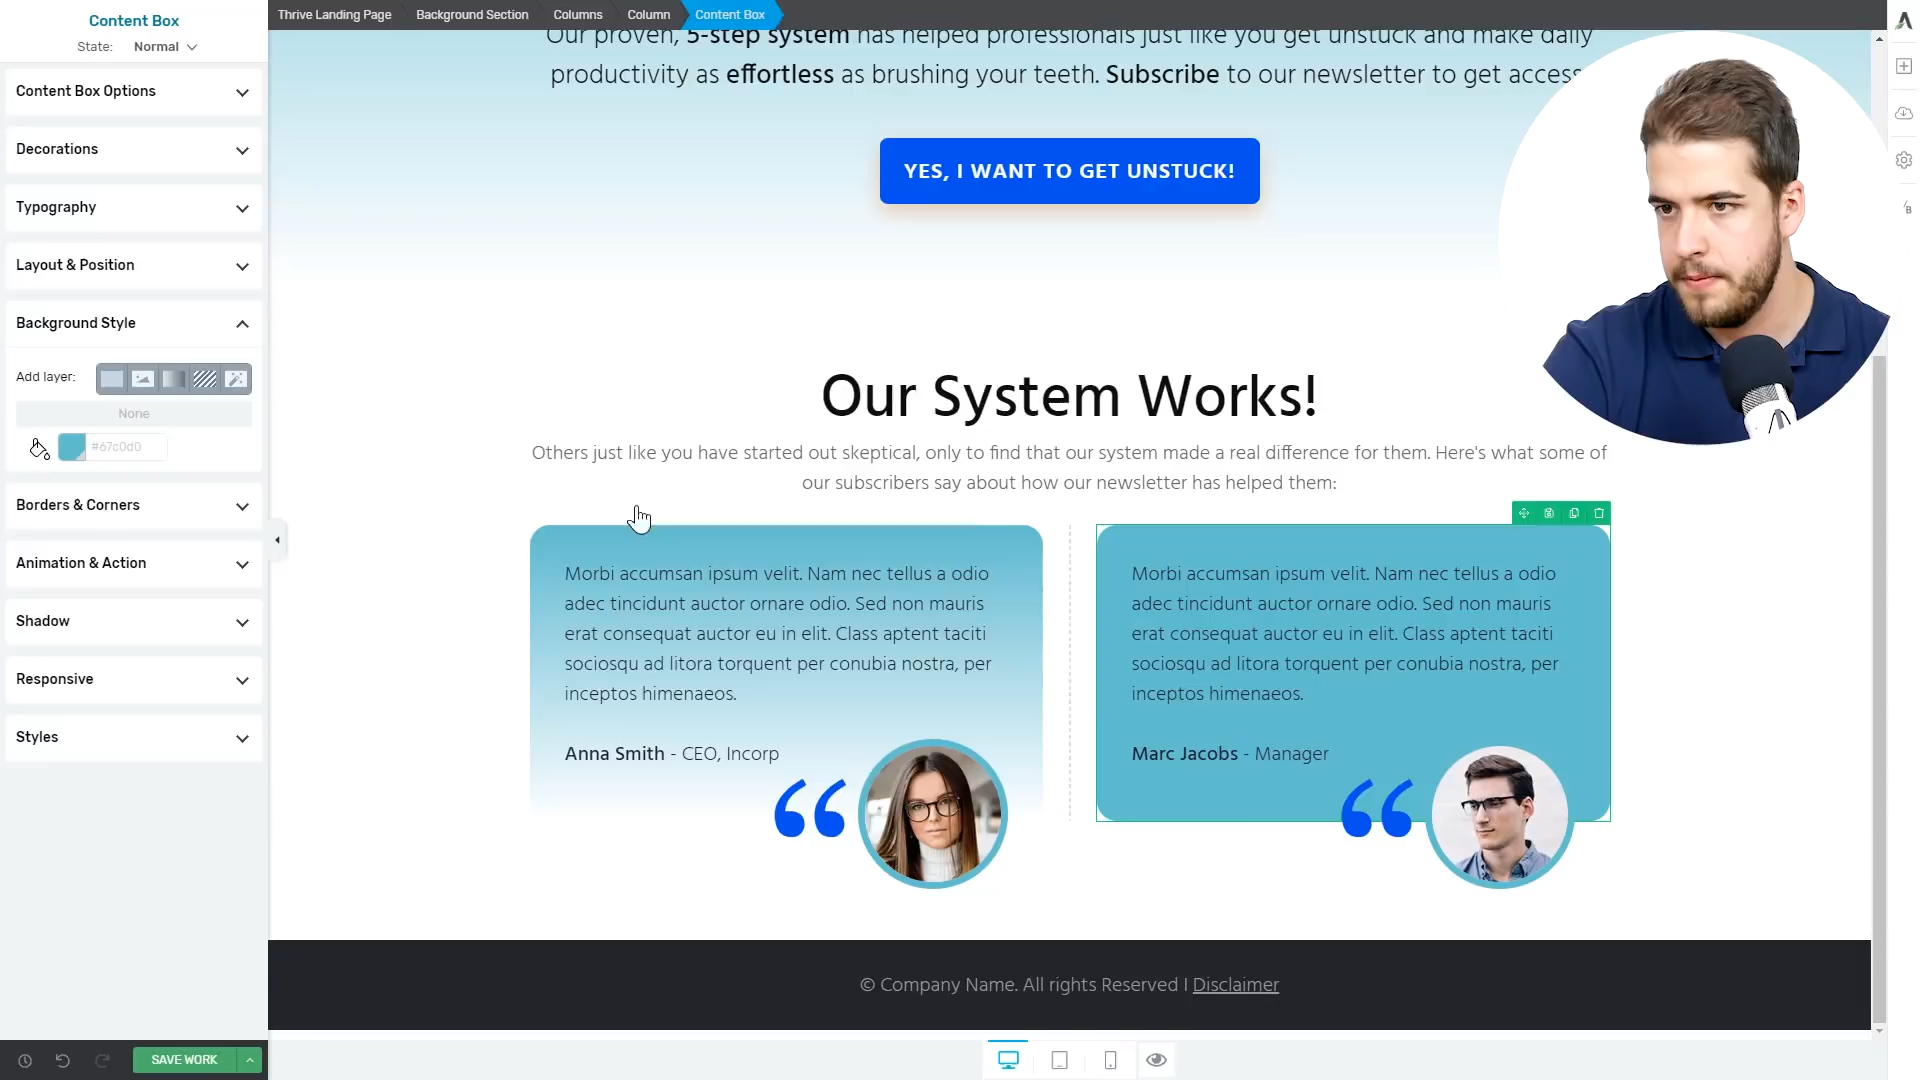 Content Box
State: Normal
Content Box Options
Decorations
Typography
Layout & Position
Background Style
Add layer:
None
#67c0d0
Borders & Corners
Animation & Action
Shadow
Responsive
Styles
SAVE WORK
Thrive Landing Page Background Section Columns Column Content Box
Our proven, 5-step system has helped professionals just like you get unstuck and make daily
productivity as effortless as brushing your teeth. Subscribe to our newsletter to get access
YES, I WANT TO GET UNSTUCK!
Our System Works!
Others just like you have started out skeptical, only to find that our system made a real difference for them. Here's what some of
our subscribers say about how our newsletter has helped them:
Morbi accumsan ipsum velit. Nam nec tellus a odio
adec tincidunt auctor ornare odio. Sed non mauris
erat consequat auctor eu in elit. Class aptent taciti
sociosqu ad litora torquent per conubia nostra, per
inceptos himenaeos.
Anna Smith - CEO, Incorp
Morbi accumsan ipsum velit. Nam nec tellus a odio
adec tincidunt auctor ornare odio. Sed non mauris
erat consequat auctor eu in elit. Class aptent taciti
sociosqu ad litora torquent per conubia nostra, per
inceptos himenaeos.
Marc Jacobs - Manager
© Company Name. All rights Reserved I Disclaimer